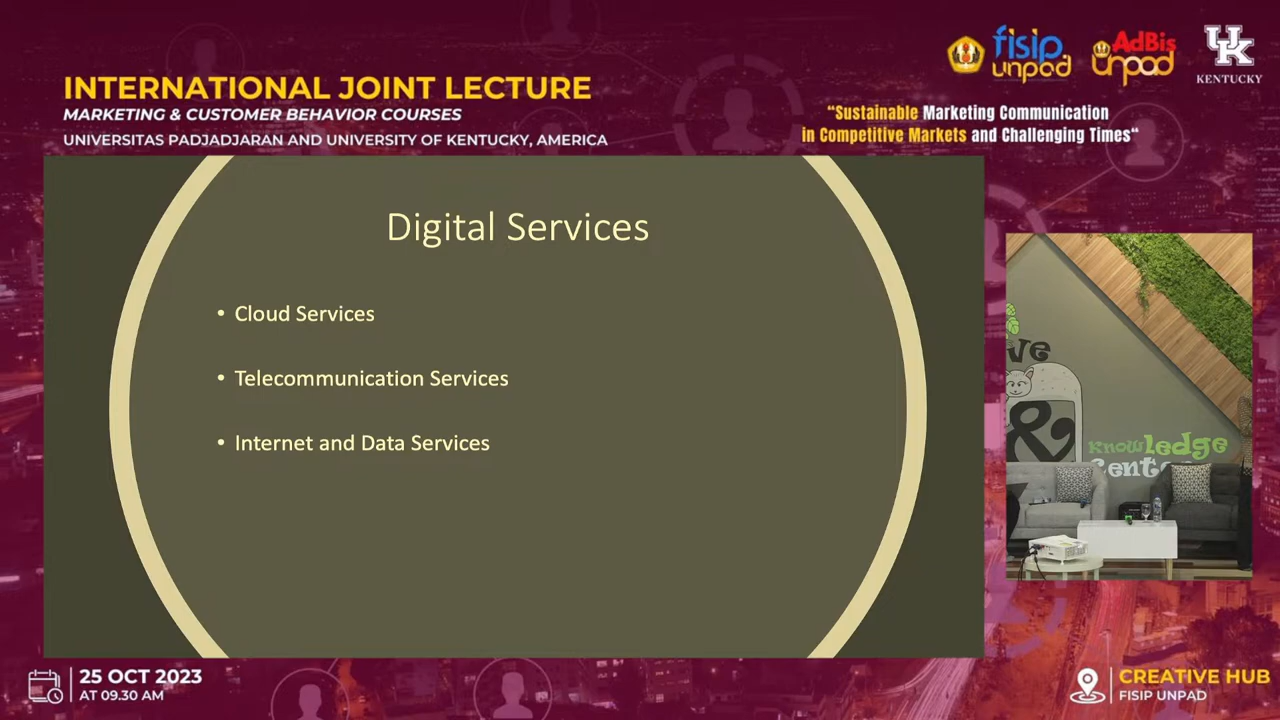 INTERNATIONAL JOINT LECTURE
MARKETING & CUSTOMER BEHAVIOR COURSES
UNIVERSITAS PADJADJARAN AND UNIVERSITY OF KENTUCKY, AMERICA
fisip
unpad
AdBis
unpad
UK
KENTUCKY
“Sustainable Marketing Communication
in Competitive Markets and Challenging Times“
Digital Services
• Cloud Services
• Telecommunication Services
• Internet and Data Services
&
Knowledge
25 OCT 2023
AT 09.30 AM
CREATIVE HUB
FISIP UNPAD